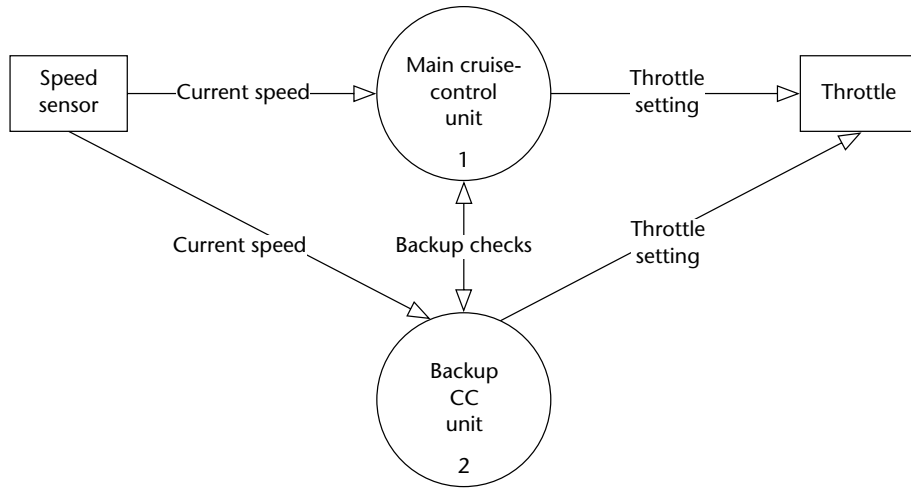 Speed
sensor
Current speed
Main cruise-
control
unit
1
Throttle
setting
Throttle
Current speed
Backup checks
Throttle
setting
Backup
CC
unit
2